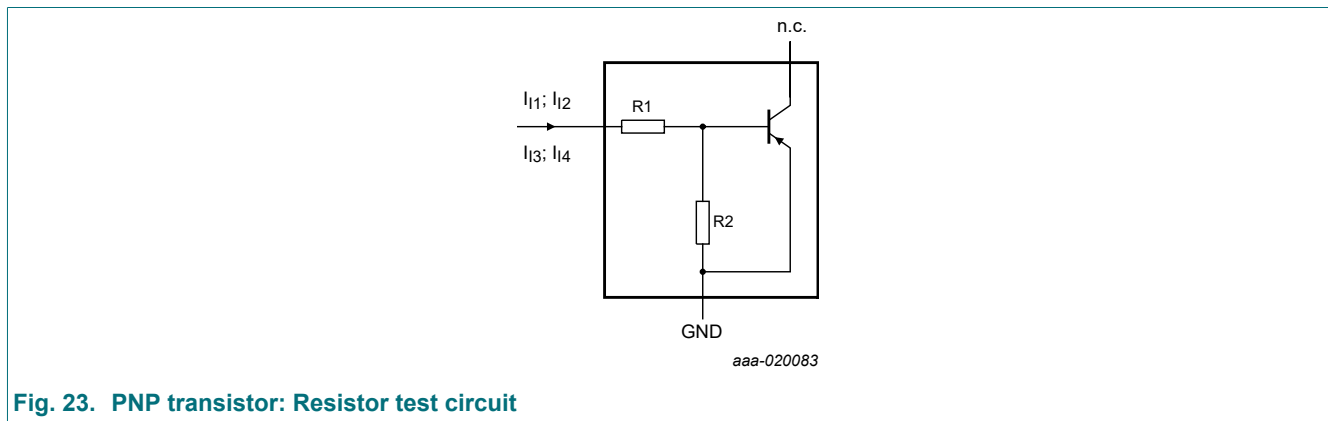 n.c.
I_I1; I_I2
R1
I_I3; I_I4
R2
GND
aaa-020083
Fig. 23. PNP transistor: Resistor test circuit